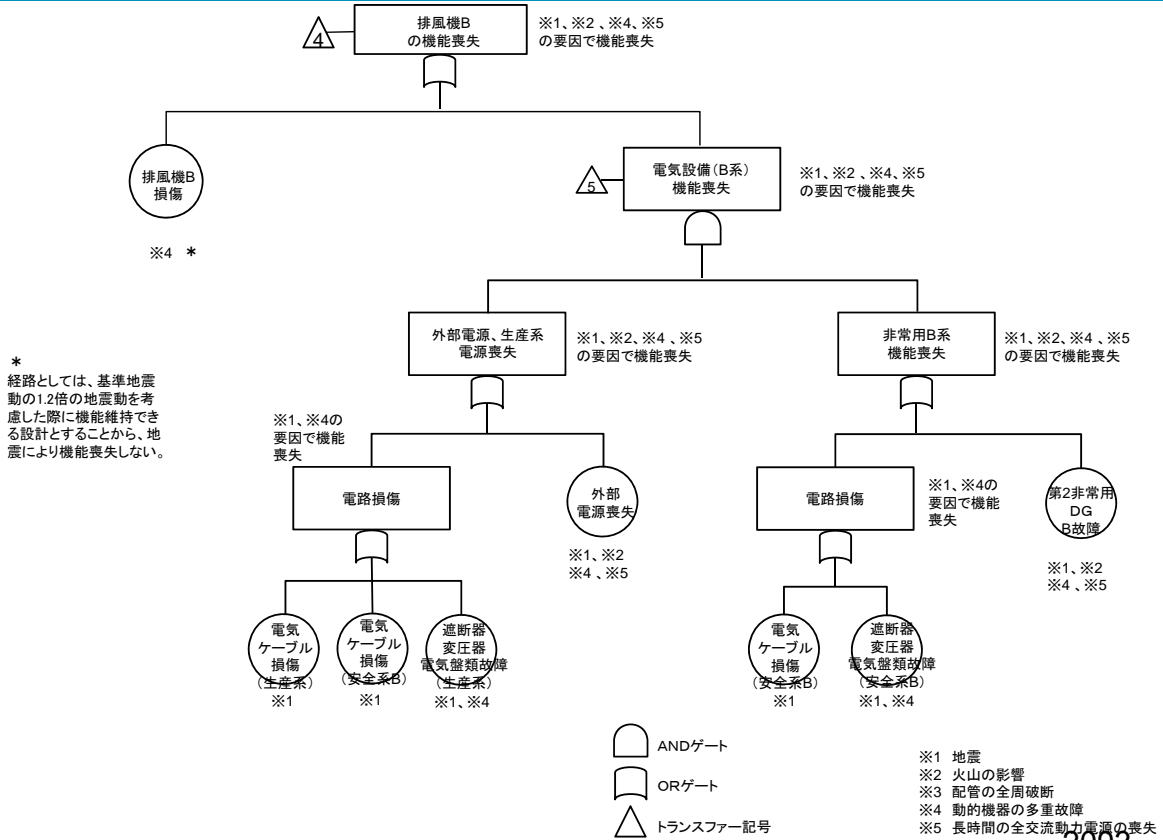 4
排風機B
の機能喪失
※1、※2 、※4、※5
の要因で機能喪失
排風機B
損傷
※4 *
5
電気設備(B系)
機能喪失
※1、※2 、※4、※5
の要因で機能喪失
*
経路としては、基準地震
動の1.2倍の地震動を考
慮した際に機能維持でき
る設計とすることから、地
震により機能喪失しない。
外部電源、生産系
電源喪失
※1、※2、※4 、※5
の要因で機能喪失
非常用B系
機能喪失
※1、※2、※4 、※5
の要因で機能喪失
※1、※4の
要因で機能
喪失
電路損傷
外部
電源喪失
※1、※2
※4 、※5
電路損傷
※1、※4の
要因で機能
喪失
第2非常用
DG
B故障
※1、※2
※4 、※5
電気
ケーブル
損傷
(生産系)
※1
電気
ケーブル
損傷
(安全系B)
※1
遮断器
変圧器
電気盤類故障
(生産系)
※1、※4
電気
ケーブル
損傷
(安全系B)
※1
遮断器
変圧器
電気盤類故障
(安全系B)
※1、※4
ANDゲート
ORゲート
トランスファー記号
※1 地震
※2 火山の影響
※3 配管の全周破断
※4 動的機器の多重故障
※5 長時間の全交流動力電源の喪失